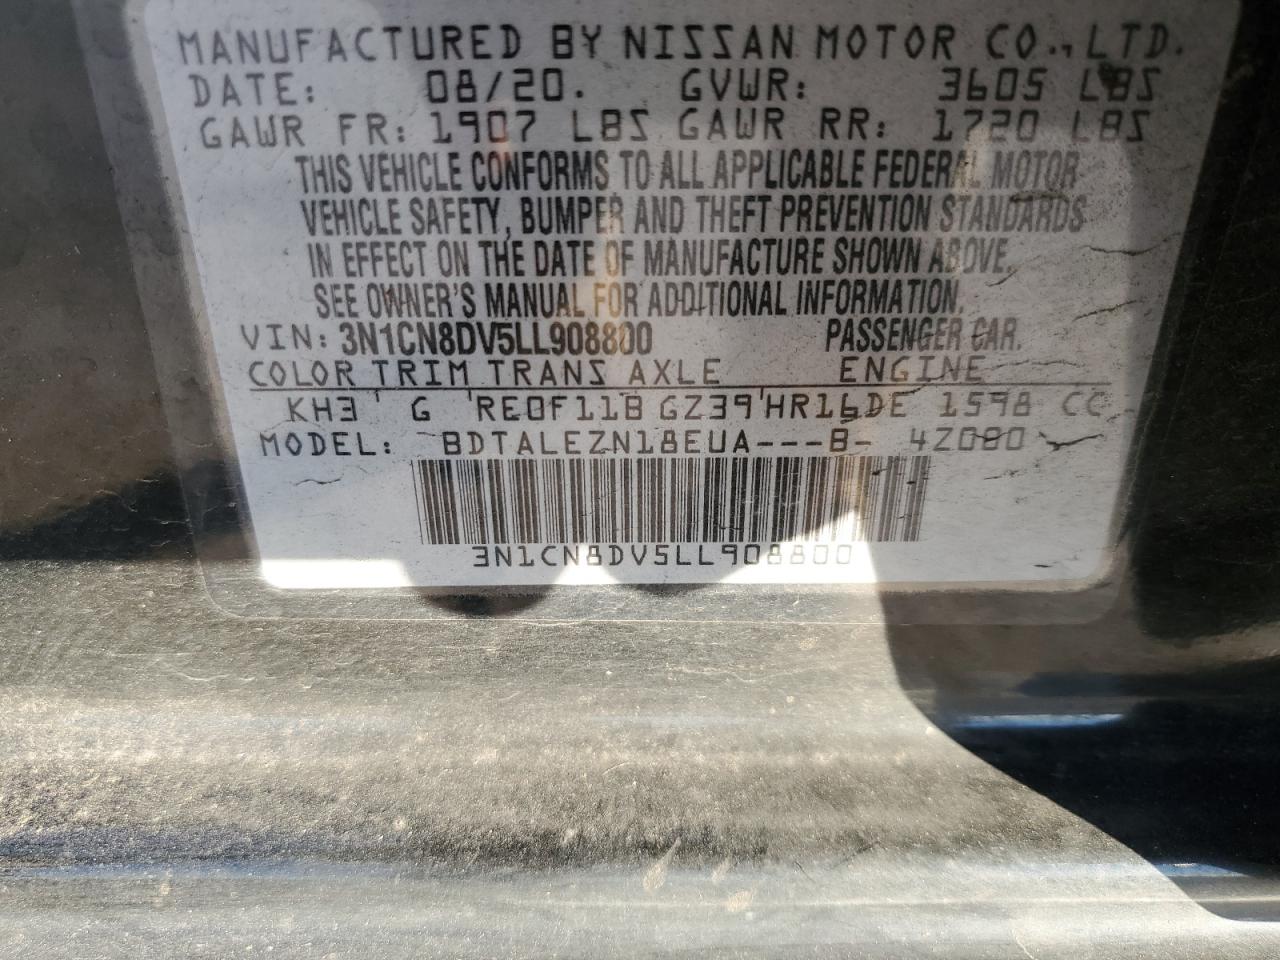 MANUFACTURED BY NISSAN MOTOR CO., LTD.
DATE: 08/20. GVWR: 3605 LBS
GAWR FR: 1907 LBS GAWR RR: 1720 LBS
THIS VEHICLE CONFORMS TO ALL APPLICABLE FEDERAL MOTOR
VEHICLE SAFETY, BUMPER AND THEFT PREVENTION STANDARDS
IN EFFECT ON THE DATE OF MANUFACTURE SHOWN ABOVE.
SEE OWNER'S MANUAL FOR ADDITIONAL INFORMATION.
VIN: 3N1CN8DV5LL908800 PASSENGER CAR.
COLOR TRIM TRANS AXLE ENGINE
KH3 G RE0F11B GZ39 HR16DE 1598 CC
MODEL: BDTALEZN18EUA---B- 4Z080
3N1CN8DV5LL908800